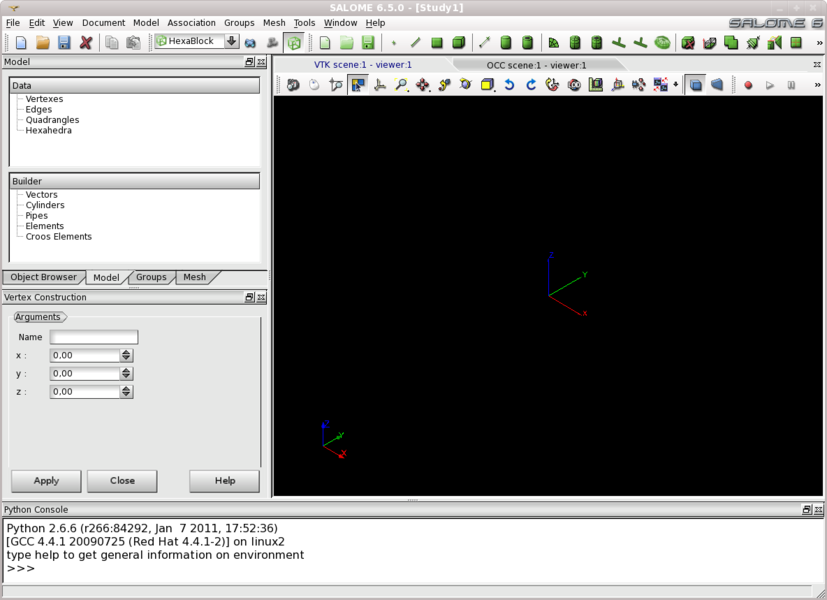 SALOME 6.5.0 - [Study1]
File Edit View Document Model Association Groups Mesh Tools Window Help
SALOME 6
HexaBlock
»
Model
VTK scene:1 - viewer:1
OCC scene:1 - viewer:1
»
Data
Vertexes
Edges
Quadrangles
Hexahedra
Builder
Vectors
Cylinders
Pipes
Elements
Croos Elements
Object Browser Model Groups Mesh
Vertex Construction
Arguments
Name
x : 0.00
y : 0.00
z : 0.00
Apply Close Help
Z
Y
X
Z
Y
X
Python Console
Python 2.6.6 (r266:84292, Jan 7 2011, 17:52:36)
[GCC 4.4.1 20090725 (Red Hat 4.4.1-2)] on linux2
type help to get general information on environment
>>>